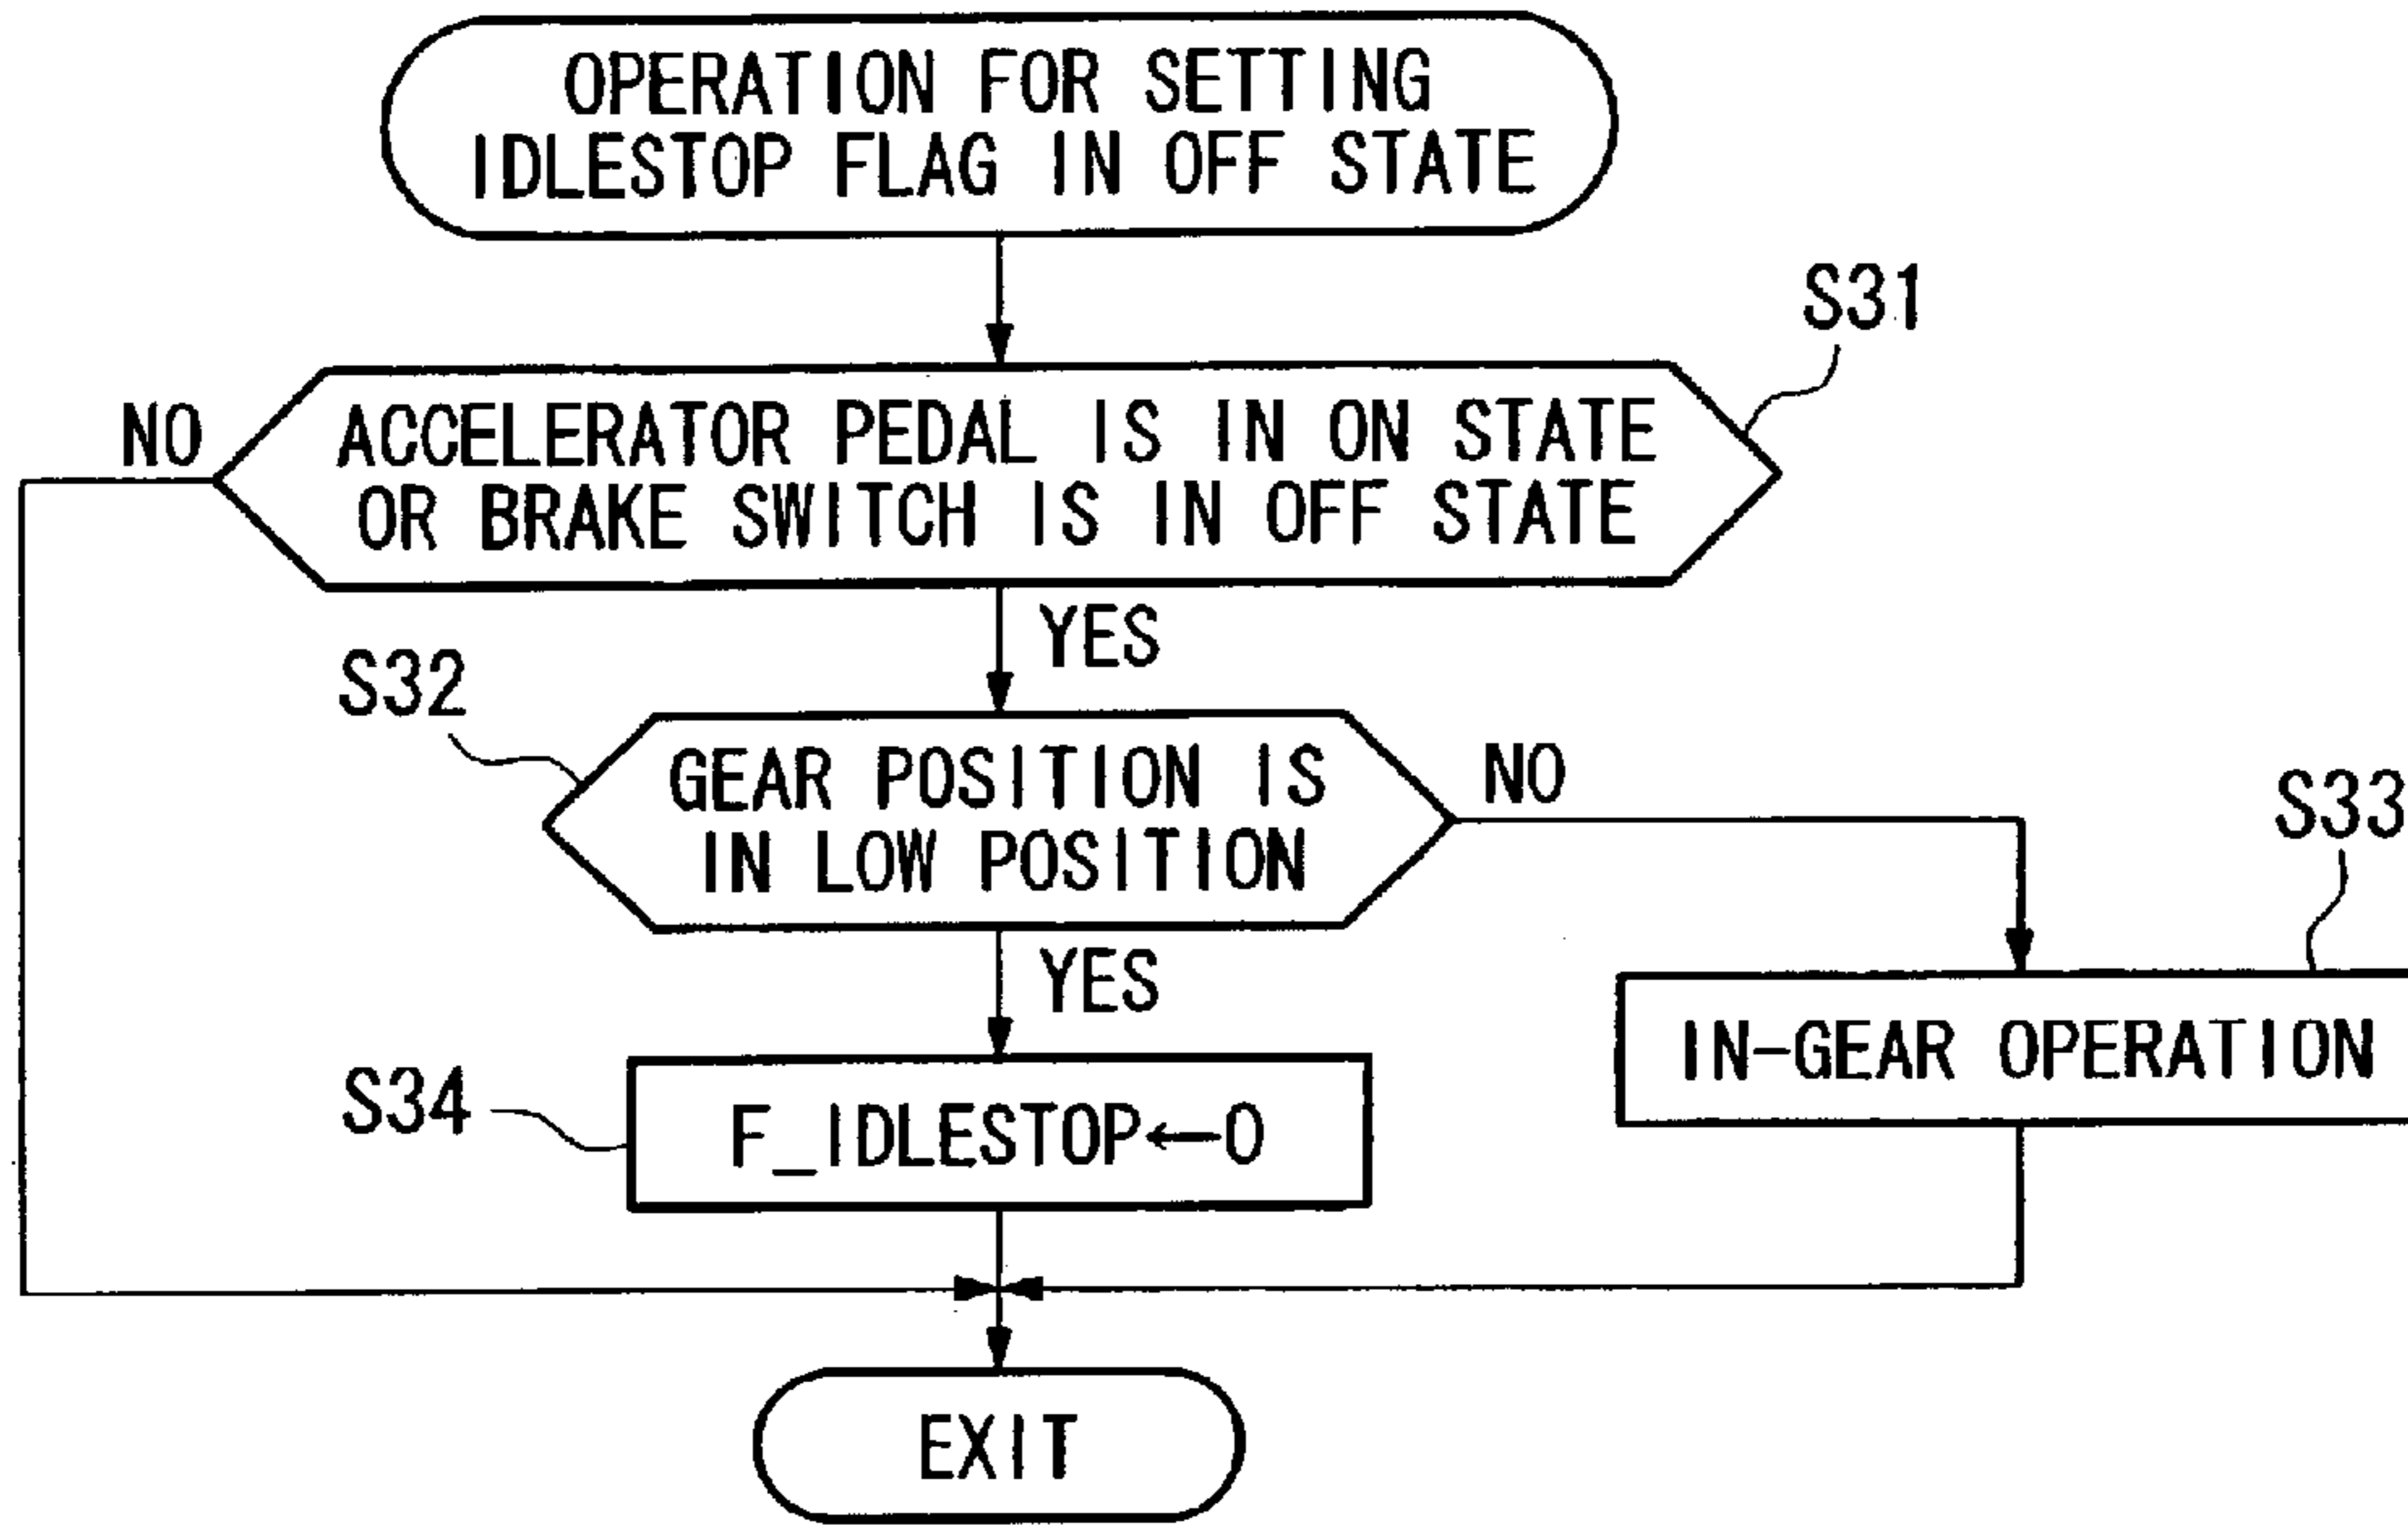 OPERATION FOR SETTING
IDLESTOP FLAG IN OFF STATE
S31
NO
ACCELERATOR PEDAL IS IN ON STATE
OR BRAKE SWITCH IS IN OFF STATE
YES
S32
GEAR POSITION IS
IN LOW POSITION
NO
S33
YES
IN-GEAR OPERATION
S34
F_IDLESTOP←0
EXIT